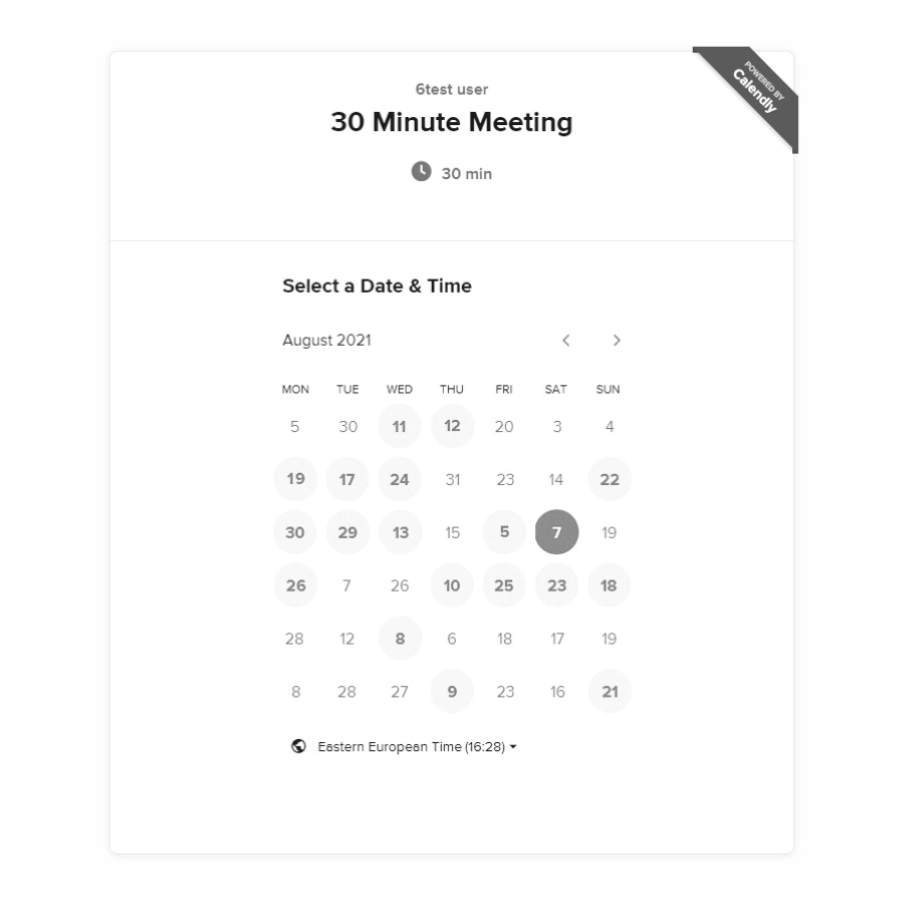 POWERED BY
Calendly
6test user
30 Minute Meeting
30 min
Select a Date & Time
August 2021
MON TUE WED THU FRI SAT SUN
5 30 11 12 20 3 4
19 17 24 31 23 14 22
30 29 13 15 5 7 19
26 7 26 10 25 23 18
28 12 8 6 18 17 19
8 28 27 9 23 16 21
Eastern European Time (16:28)